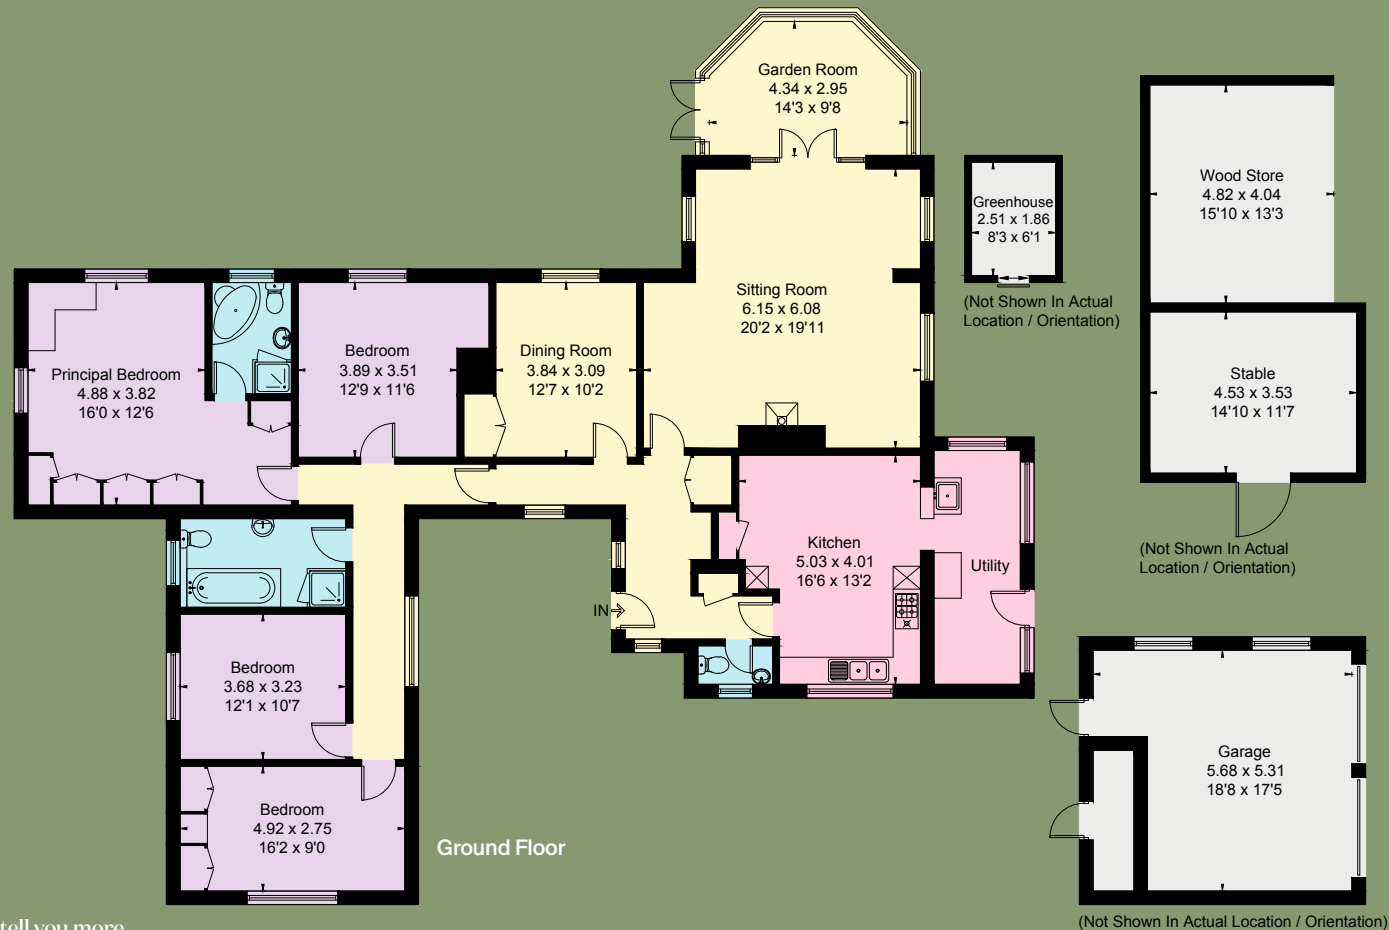 Garden Room
4.34 x 2.95
14'3 x 9'8
Greenhouse
2.51 x 1.86
8'3 x 6'1
(Not Shown In Actual
Location / Orientation)
Wood Store
4.82 x 4.04
15'10 x 13'3
Sitting Room
6.15 x 6.08
20'2 x 19'11
Principal Bedroom
4.88 x 3.82
16'0 x 12'6
Bedroom
3.89 x 3.51
12'9 x 11'6
Dining Room
3.84 x 3.09
12'7 x 10'2
Stable
4.53 x 3.53
14'10 x 11'7
(Not Shown In Actual
Location / Orientation)
Kitchen
5.03 x 4.01
16'6 x 13'2
Utility
IN
Bedroom
3.68 x 3.23
12'1 x 10'7
Bedroom
4.92 x 2.75
16'2 x 9'0
Ground Floor
Garage
5.68 x 5.31
18'8 x 17'5
(Not Shown In Actual Location / Orientation)
tell you more